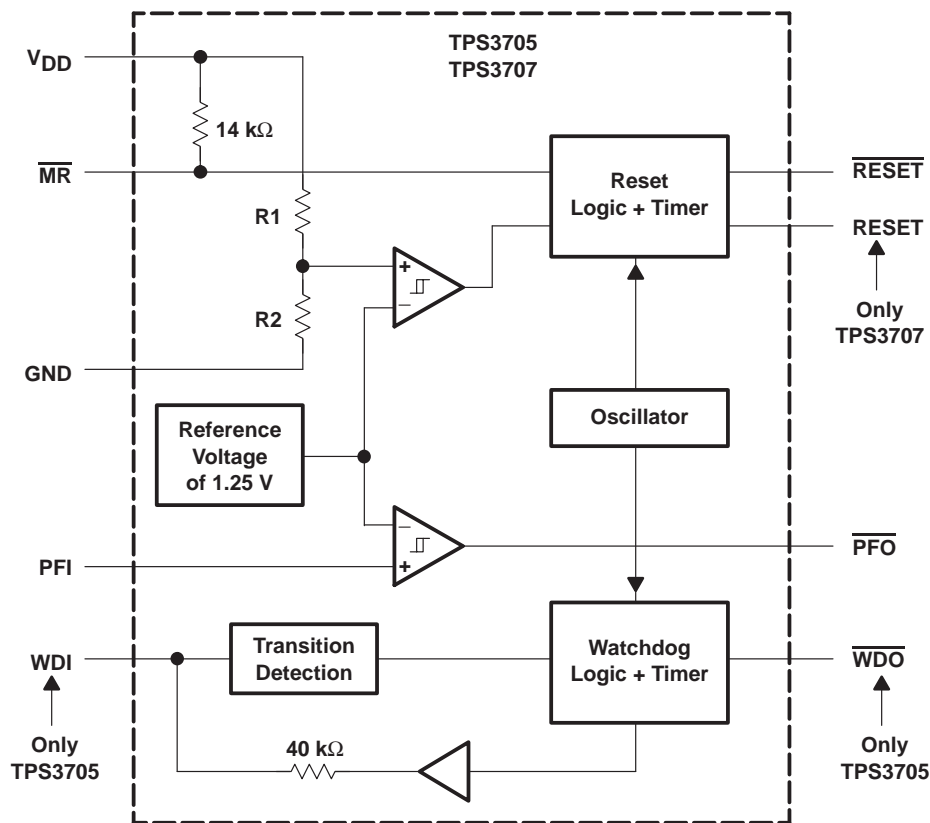 TPS3705
TPS3707
VDD
14 kΩ
MR
Reset
Logic + Timer
RESET
RESET
R1
+
−
R2
Only
TPS3707
GND
Reference
Voltage
of 1.25 V
Oscillator
−
+
PFO
PFI
WDI
Transition
Detection
Watchdog
Logic + Timer
WDO
Only
TPS3705
40 kΩ
Only
TPS3705